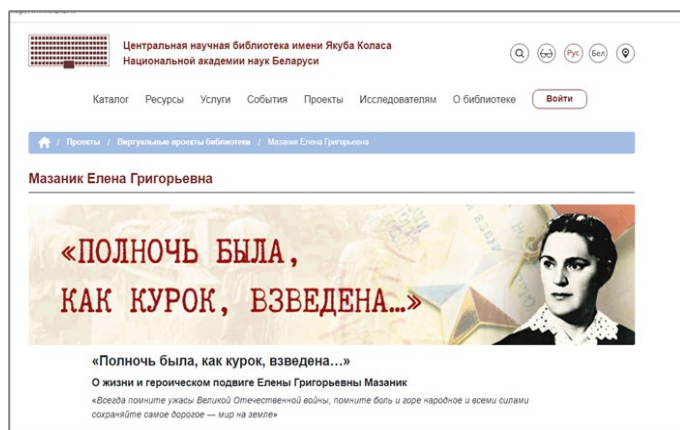 Центральная научная библиотека имени Якуба Коласа
Национальной академии наук Беларуси
Рус
Бел
Каталог Ресурсы Услуги События Проекты Исследователям О библиотеке Войти
/ Проекты / Виртуальные проекты библиотеки / Мазаник Елена Григорьевна
Мазаник Елена Григорьевна
«ПОЛНОЧЬ БЫЛА,
КАК КУРОК, ВЗВЕДЕНА...»
«Полночь была, как курок, взведена…»
О жизни и героическом подвиге Елены Григорьевны Мазаник
«Всегда помните ужасы Великой Отечественной войны, помните боль и горе народное и всеми силами
сохраняйте самое дорогое — мир на земле»